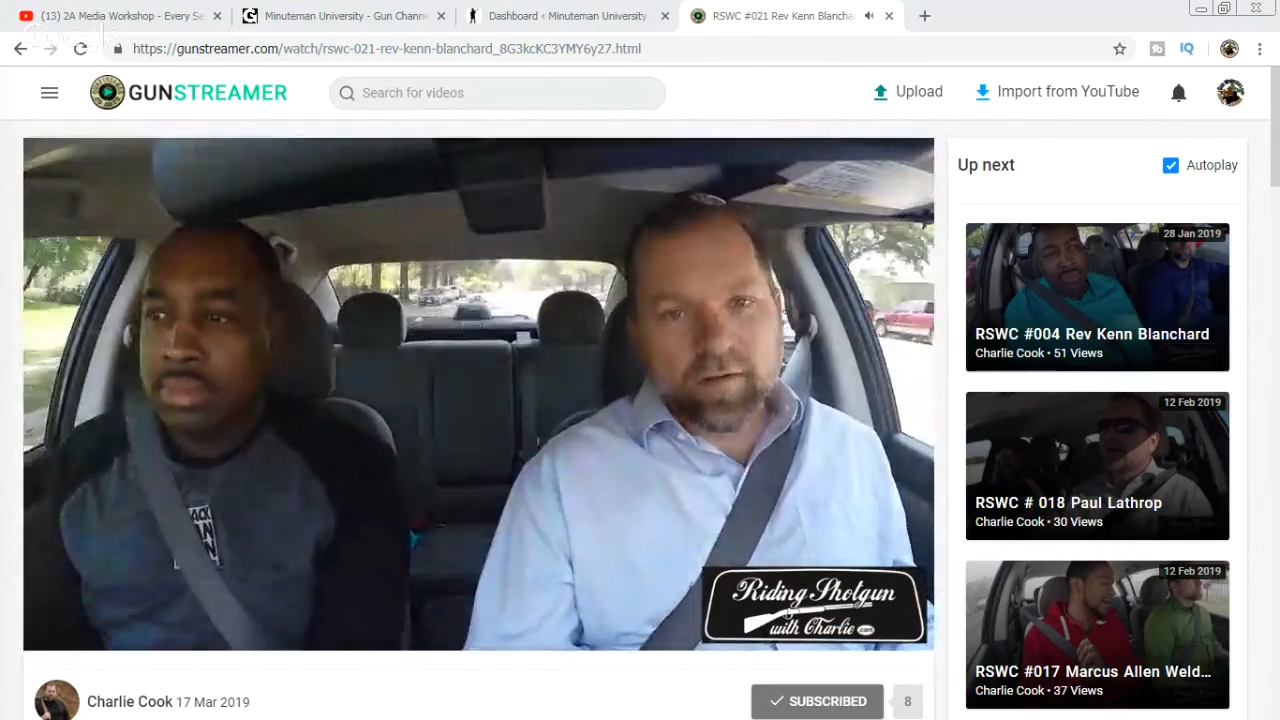 (13) 2A Media Workshop - Every Se
Minuteman University - Gun Chann
Dashboard ‹ Minuteman University
RSWC #021 Rev Kenn Blancha
Google
https://gunstreamer.com/watch/rswc-021-rev-kenn-blanchard_8G3kcKC3YMY6y27.html
GUNSTREAMER
Search for videos
Upload
Import from YouTube
Up next
Autoplay
28 Jan 2019
RSWC #004 Rev Kenn Blanchard
Charlie Cook • 51 Views
12 Feb 2019
RSWC # 018 Paul Lathrop
Charlie Cook • 30 Views
12 Feb 2019
RSWC #017 Marcus Allen Weld...
Charlie Cook • 37 Views
Riding Shotgun
with Charlie.com
Charlie Cook 17 Mar 2019
SUBSCRIBED
8